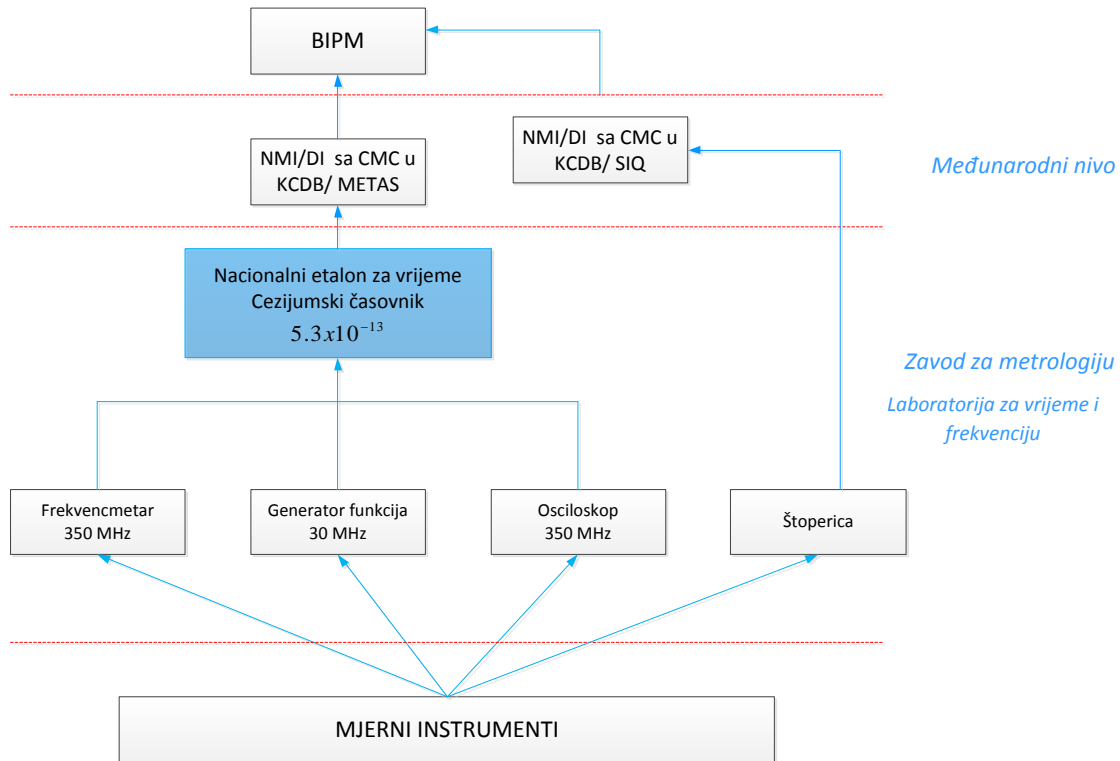 BIPM
NMI/DI sa CMC u
KCDB/ METAS
NMI/DI sa CMC u
KCDB/ SIQ
Međunarodni nivo
Nacionalni etalon za vrijeme
Cezijumski časovnik
5.3x10⁻¹³
Zavod za metrologiju
Laboratorija za vrijeme i
frekvenciju
Frekvencmetar
350 MHz
Generator funkcija
30 MHz
Osciloskop
350 MHz
Štoperica
MJERNI INSTRUMENTI